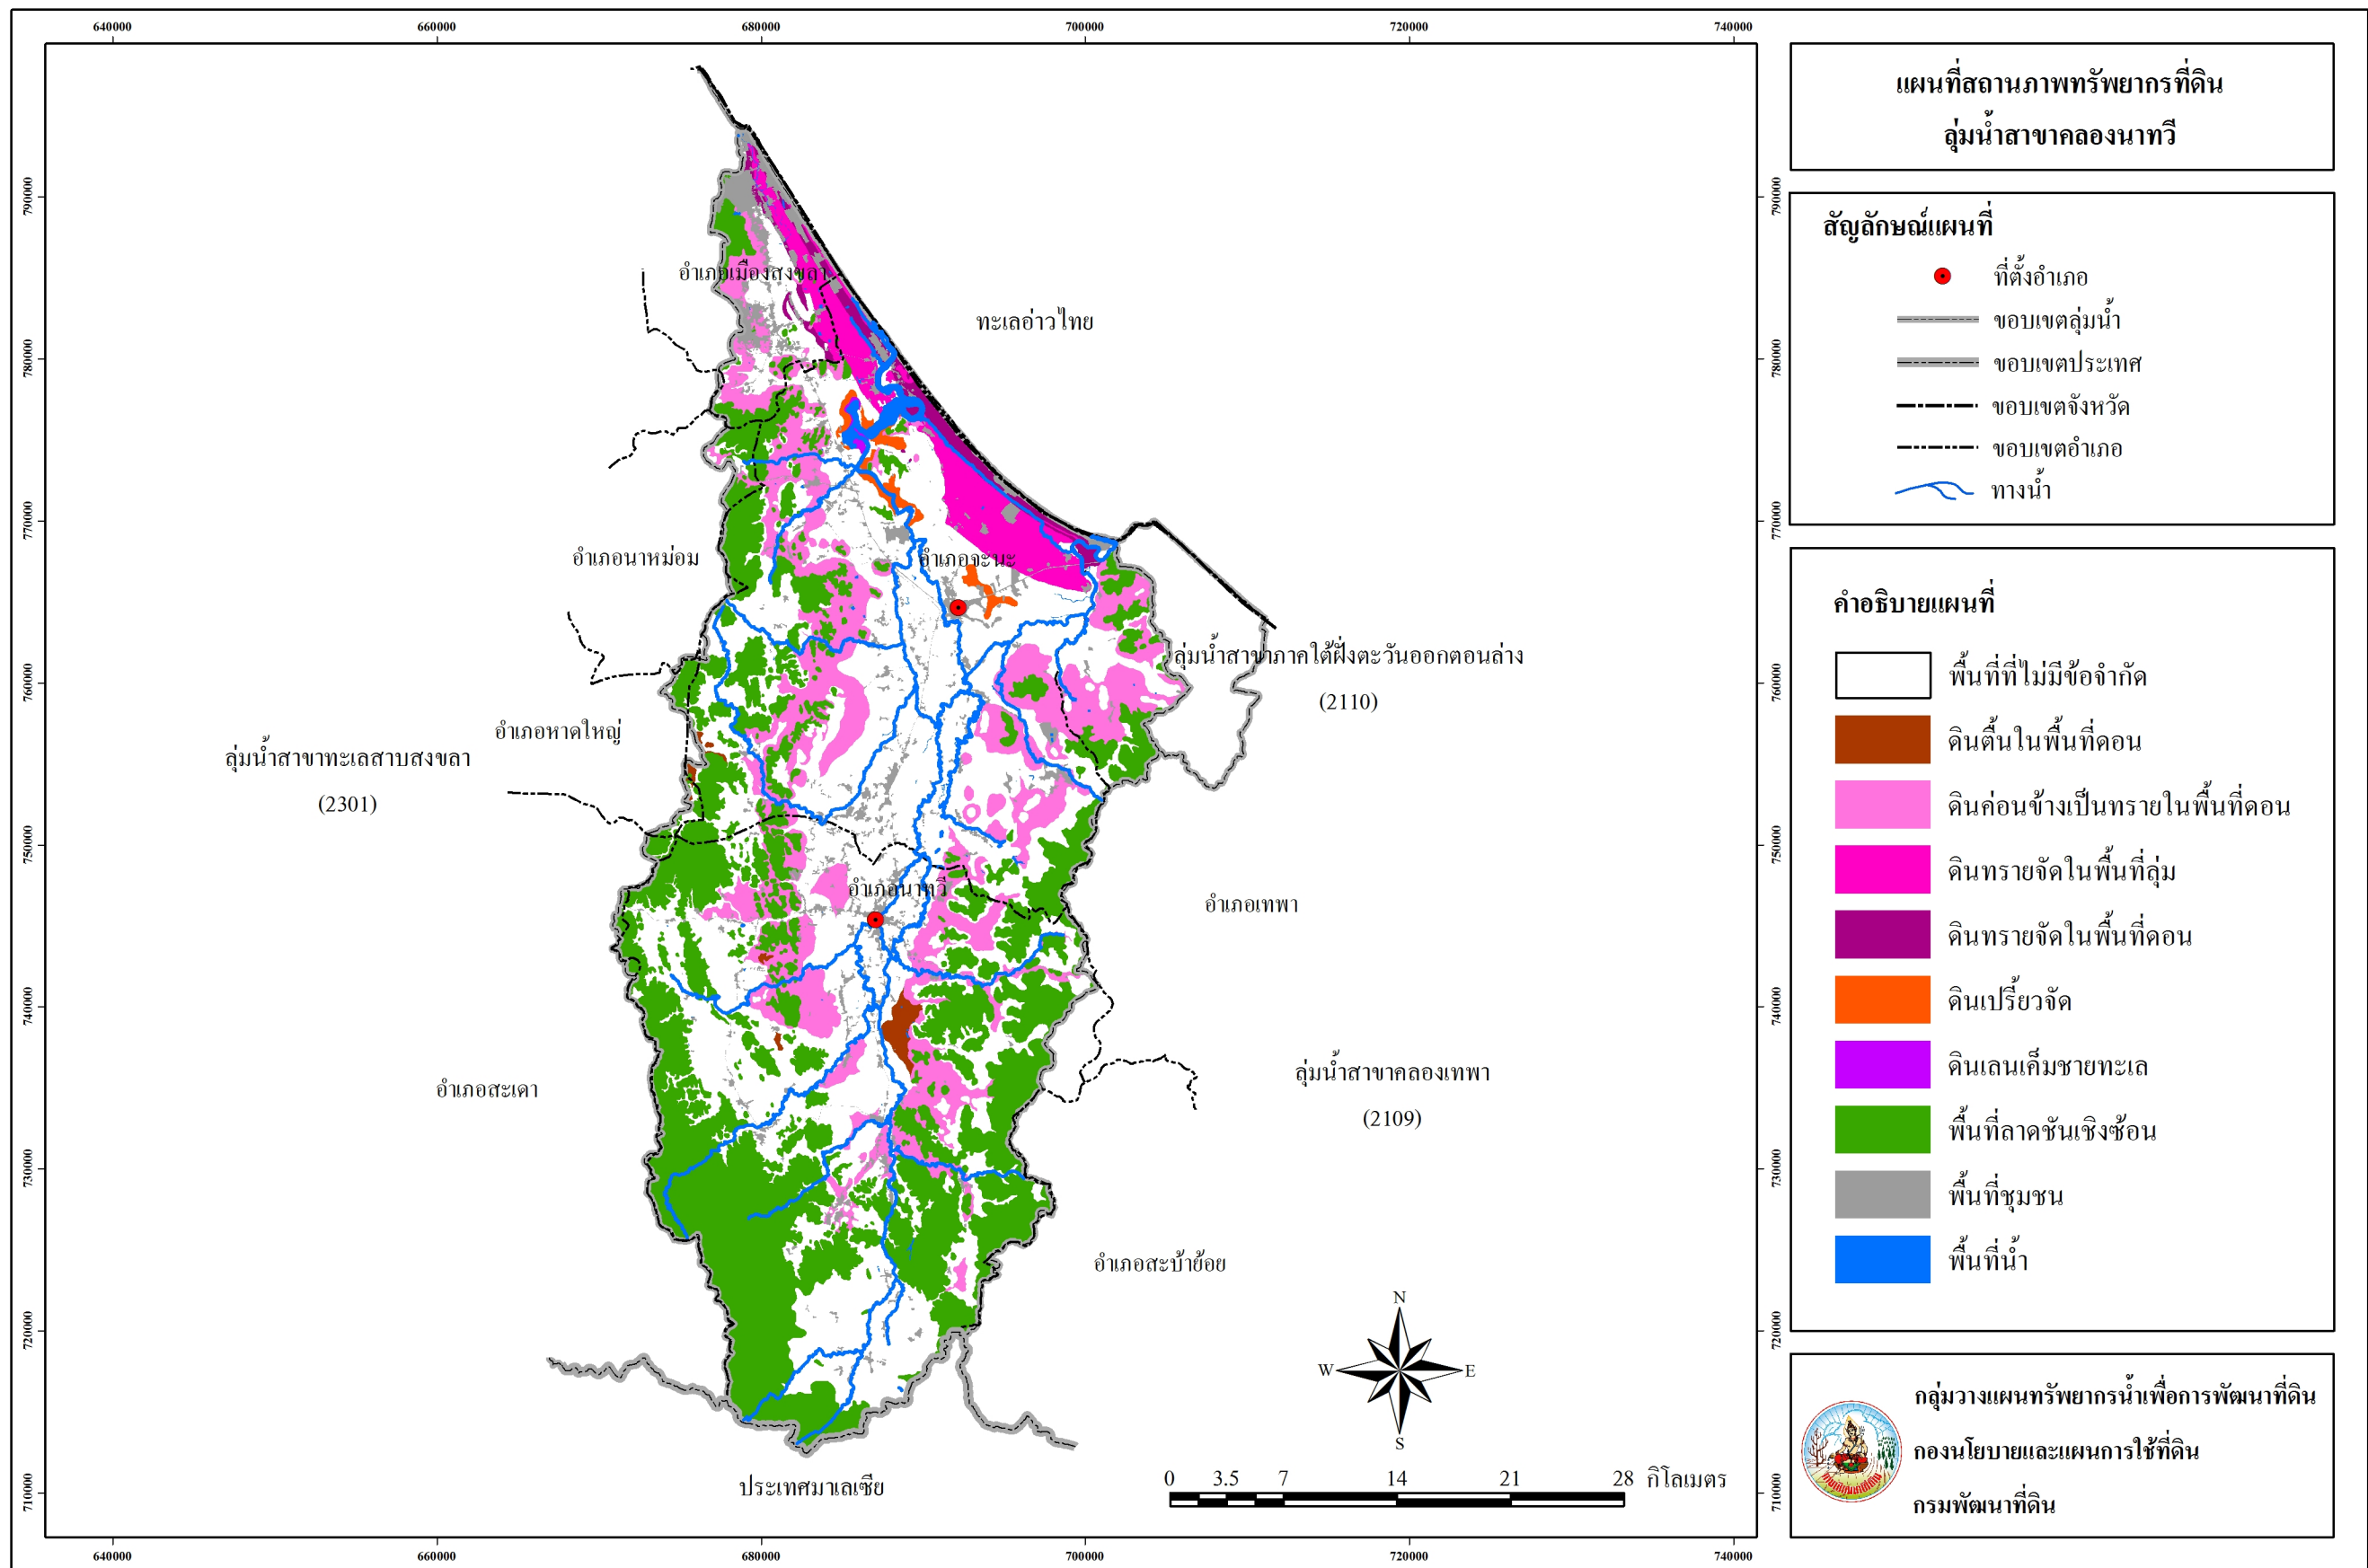 640000 660000 680000 700000 720000 740000
แผนที่สถานภาพทรัพยากรที่ดิน
ลุ่มน้ำสาขาคลองนาทวี
สัญลักษณ์แผนที่
ที่ตั้งอำเภอ
ขอบเขตลุ่มน้ำ
ขอบเขตประเทศ
ขอบเขตจังหวัด
ขอบเขตอำเภอ
ทางน้ำ
คำอธิบายแผนที่
พื้นที่ที่ไม่มีข้อจำกัด
ดินตื้นในพื้นที่ดอน
ดินค่อนข้างเป็นทรายในพื้นที่ดอน
ดินทรายจัดในพื้นที่ลุ่ม
ดินทรายจัดในพื้นที่ดอน
ดินเปรี้ยวจัด
ดินเลนเค็มชายทะเล
พื้นที่ลาดชันเชิงซ้อน
พื้นที่ชุมชน
พื้นที่น้ำ
กลุ่มวางแผนทรัพยากรน้ำเพื่อการพัฒนาที่ดิน
กองนโยบายและแผนการใช้ที่ดิน
กรมพัฒนาที่ดิน
790000
780000
770000
760000
750000
740000
730000
720000
710000
790000
780000
770000
760000
750000
740000
730000
720000
710000
อำเภอเมืองสงขลา
ทะเลอ่าวไทย
อำเภอนาหม่อม
อำเภอจะนะ
ลุ่มน้ำสาขาภาคใต้ฝั่งตะวันออกตอนล่าง
(2110)
อำเภอหาดใหญ่
ลุ่มน้ำสาขาทะเลสาบสงขลา
(2301)
อำเภอนาทวี
อำเภอเทพา
อำเภอสะเดา
ลุ่มน้ำสาขาคลองเทพา
(2109)
อำเภอสะบ้าย้อย
ประเทศมาเลเซีย
N
W E
S
0 3.5 7 14 21 28 กิโลเมตร
640000 660000 680000 700000 720000 740000